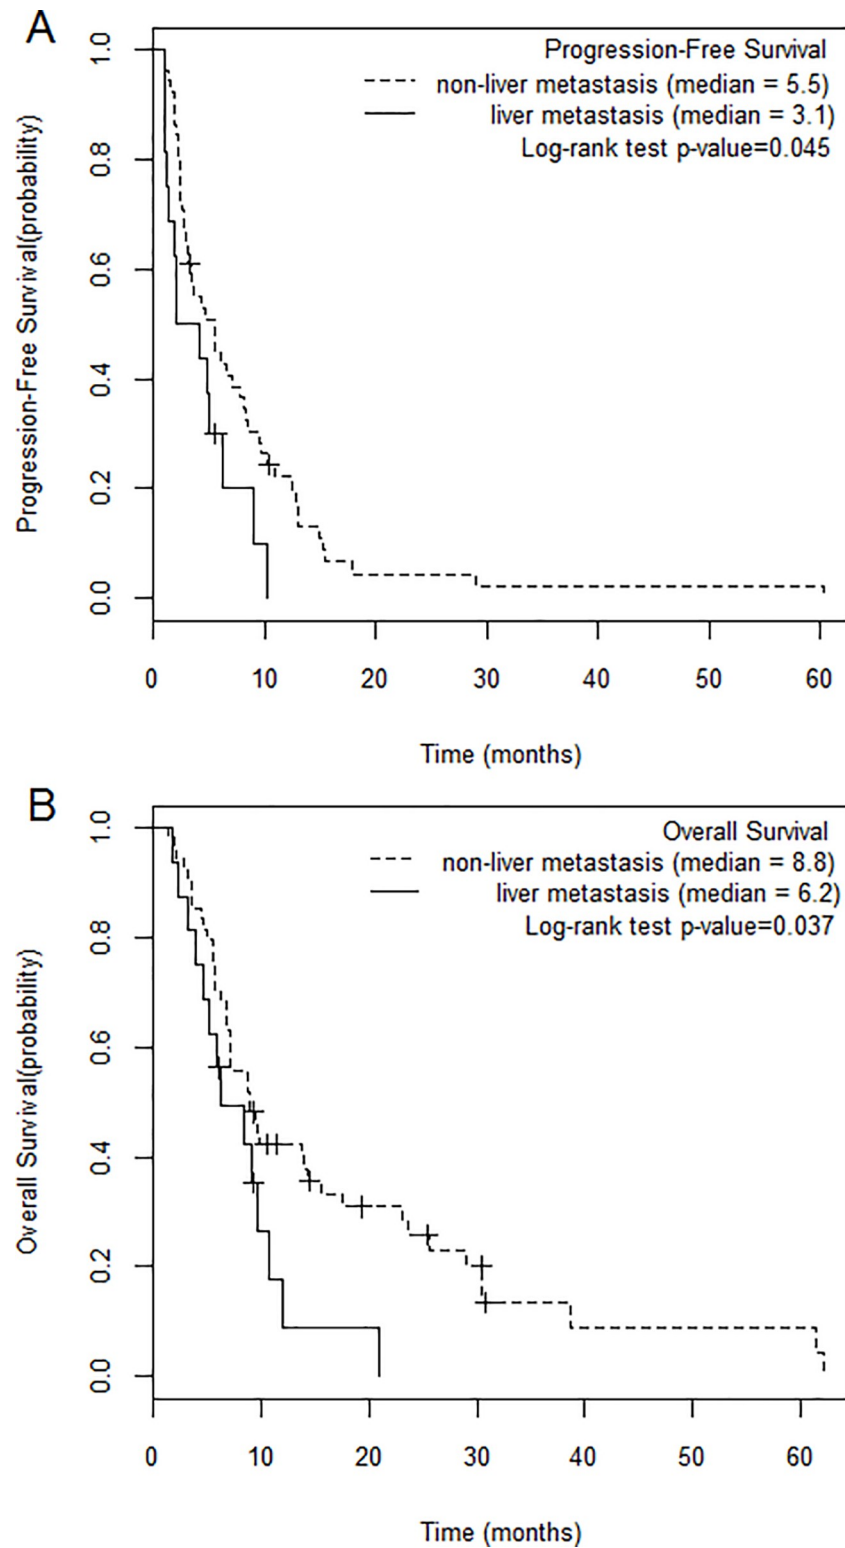 A
Progression-Free Survival
non-liver metastasis (median = 5.5)
liver metastasis (median = 3.1)
Log-rank test p-value=0.045
Progression-Free Survival(probability)
1.0
0.8
0.6
0.4
0.2
0.0
0 10 20 30 40 50 60
Time (months)
B
Overall Survival
non-liver metastasis (median = 8.8)
liver metastasis (median = 6.2)
Log-rank test p-value=0.037
Overall Survival(probability)
1.0
0.8
0.6
0.4
0.2
0.0
0 10 20 30 40 50 60
Time (months)